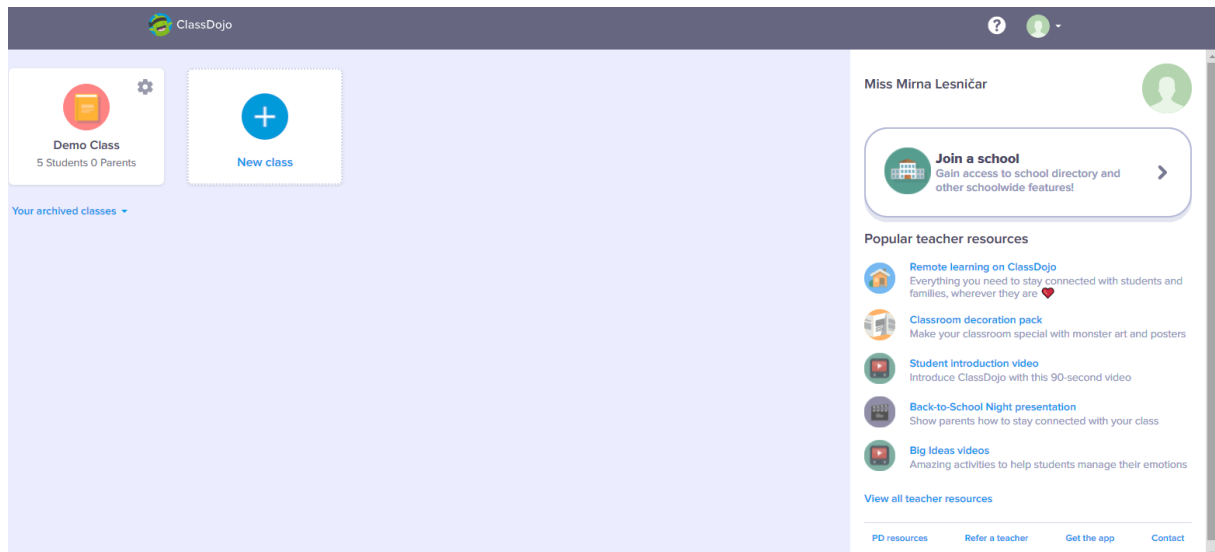 ClassDojo
?
Demo Class
5 Students 0 Parents
New class
Your archived classes
Miss Mirna Lesničar
Join a school
Gain access to school directory and
other schoolwide features!
Popular teacher resources
Remote learning on ClassDojo
Everything you need to stay connected with students and
families, wherever they are ❤
Classroom decoration pack
Make your classroom special with monster art and posters
Student introduction video
Introduce ClassDojo with this 90-second video
Back-to-School Night presentation
Show parents how to stay connected with your class
Big Ideas videos
Amazing activities to help students manage their emotions
View all teacher resources
PD resources Refer a teacher Get the app Contact